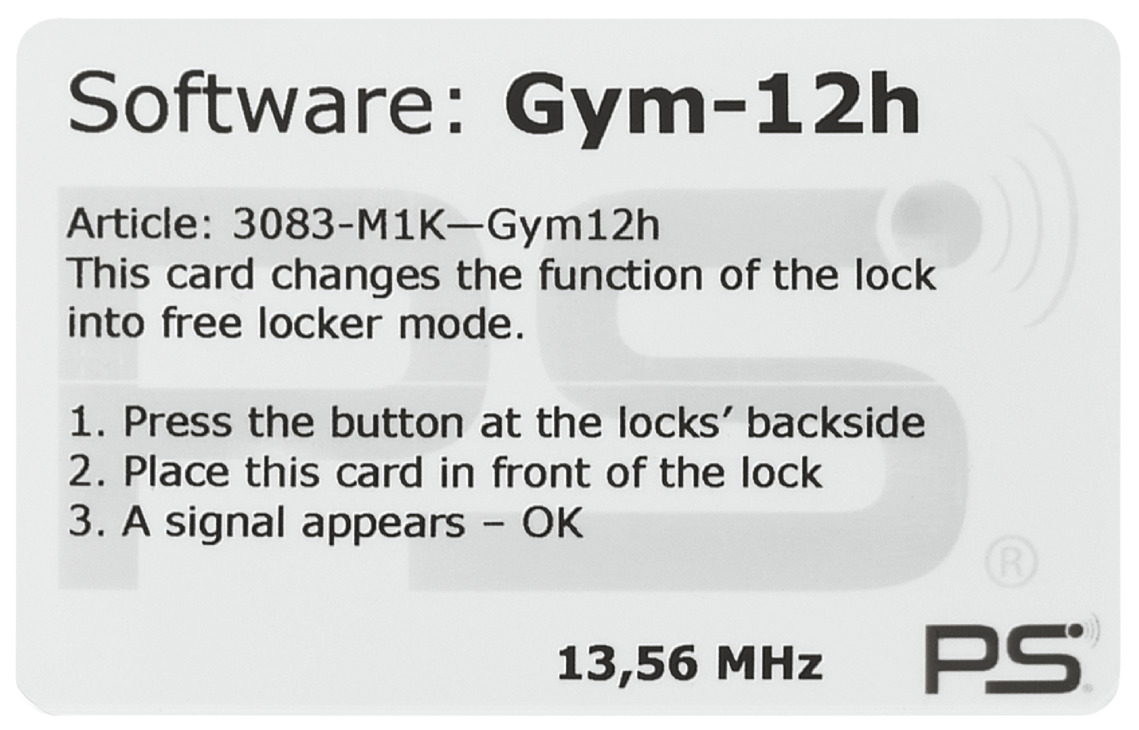 Software: Gym-12h
Article: 3083-M1K—Gym12h
This card changes the function of the lock
into free locker mode.
1. Press the button at the locks’ backside
2. Place this card in front of the lock
3. A signal appears – OK
®
13,56 MHz
PS®